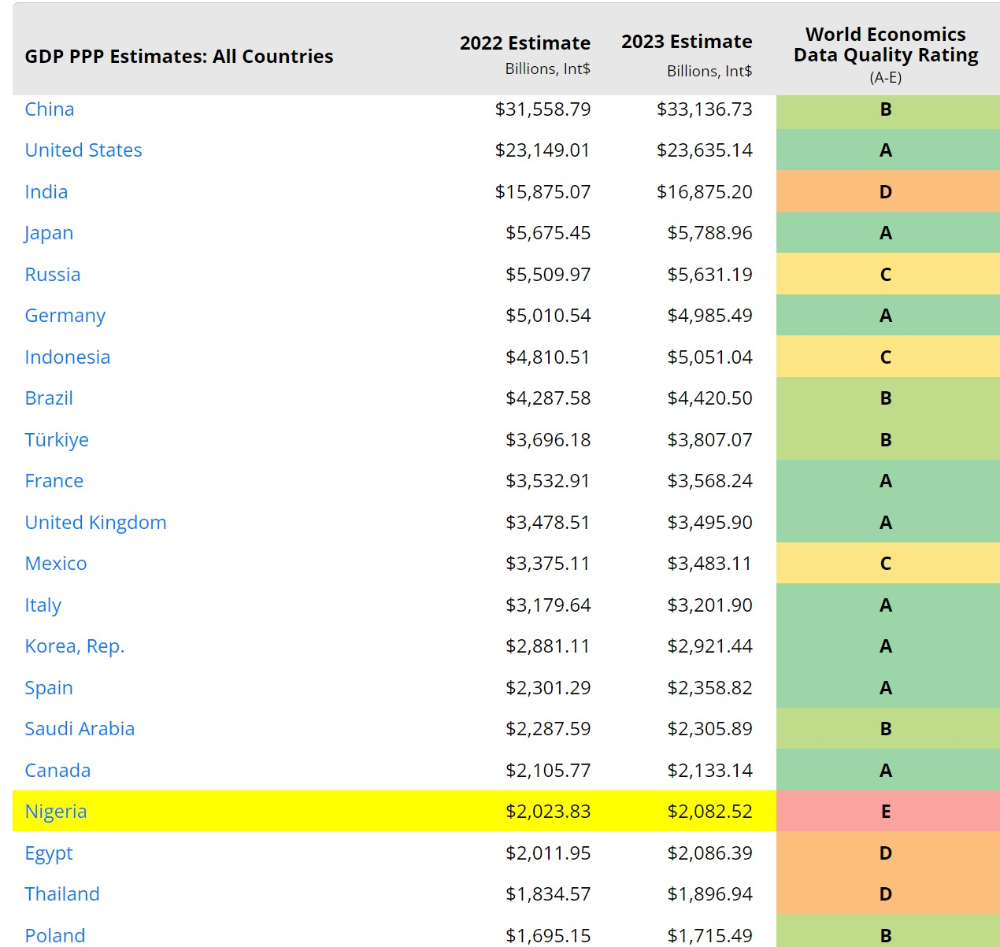 GDP PPP Estimates: All Countries 2022 Estimate Billions, Int$ 2023 Estimate Billions, Int$ World Economics Data Quality Rating (A-E)
China $31,558.79 $33,136.73 B
United States $23,149.01 $23,635.14 A
India $15,875.07 $16,875.20 D
Japan $5,675.45 $5,788.96 A
Russia $5,509.97 $5,631.19 C
Germany $5,010.54 $4,985.49 A
Indonesia $4,810.51 $5,051.04 C
Brazil $4,287.58 $4,420.50 B
Türkiye $3,696.18 $3,807.07 B
France $3,532.91 $3,568.24 A
United Kingdom $3,478.51 $3,495.90 A
Mexico $3,375.11 $3,483.11 C
Italy $3,179.64 $3,201.90 A
Korea, Rep. $2,881.11 $2,921.44 A
Spain $2,301.29 $2,358.82 A
Saudi Arabia $2,287.59 $2,305.89 B
Canada $2,105.77 $2,133.14 A
Nigeria $2,023.83 $2,082.52 E
Egypt $2,011.95 $2,086.39 D
Thailand $1,834.57 $1,896.94 D
Poland $1,695.15 $1,715.49 B